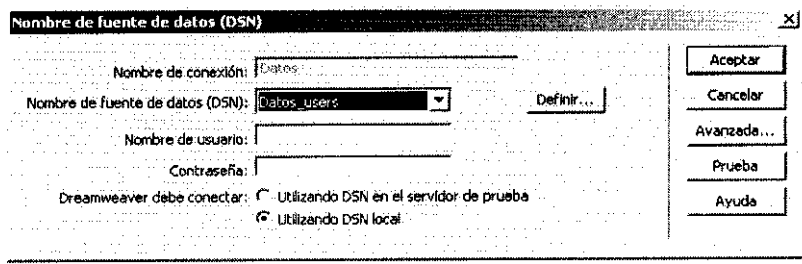 Nombre de fuente de datos (DSN)
Nombre de conexión: Datos
Nombre de fuente de datos (DSN): Datos_users Definir...
Nombre de usuario:
Contraseña:
Dreamweaver debe conectar: Utilizando DSN en el servidor de prueba
Utilizando DSN local
Aceptar
Cancelar
Avanzada...
Prueba
Ayuda